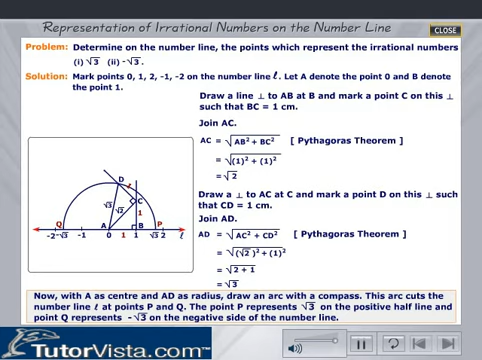 Representation of Irrational Numbers on the Number Line
CLOSE
Problem: Determine on the number line, the points which represent the irrational numbers
(i) √3 (ii) -√3.
Solution: Mark points 0, 1, 2, -1, -2 on the number line ℓ. Let A denote the point 0 and B denote
the point 1.
Draw a line ⊥ to AB at B and mark a point C on this ⊥
such that BC = 1 cm.
Join AC.
AC = √AB² + BC² [ Pythagoras Theorem ]
= √(1)² + (1)²
= √2
Draw a ⊥ to AC at C and mark a point D on this ⊥ such
that CD = 1 cm.
Join AD.
AD = √AC² + CD² [ Pythagoras Theorem ]
= √(√2)² + (1)²
= √2 + 1
= √3
D
1
C
√3
√2
1
Q
A
B
P
-2 -√3 -1 0 1 1 √3 2 ℓ
Now, with A as centre and AD as radius, draw an arc with a compass. This arc cuts the
number line ℓ at points P and Q. The point P represents √3 on the positive half line and
point Q represents -√3 on the negative side of the number line.
TutorVista.com